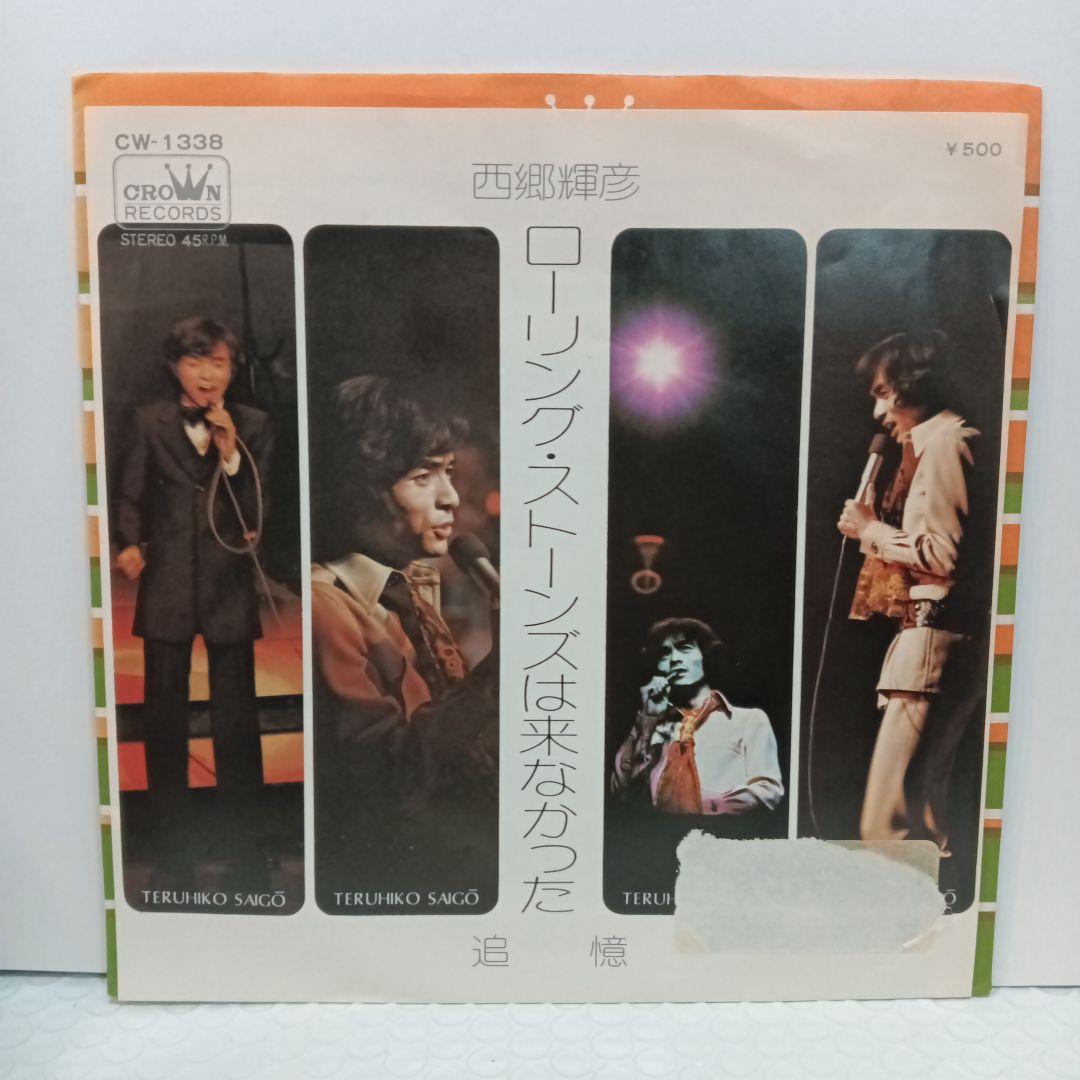 CW-1338
¥500
CROWN
RECORDS
STEREO 45R.P.M.
西郷輝彦
ローリング・ストーンズは来なかった
TERUHIKO SAIGŌ
TERUHIKO SAIGŌ
追憶